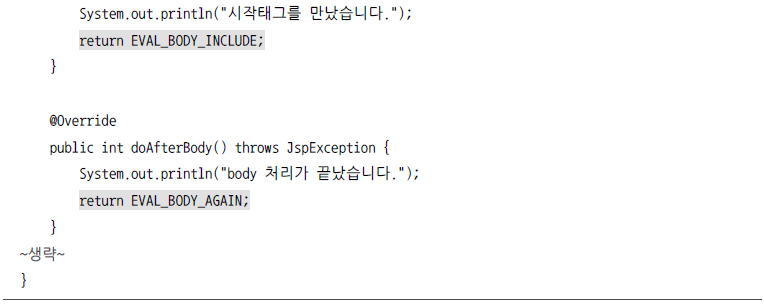 System.out.println("시작태그를 만났습니다.");
return EVAL_BODY_INCLUDE;
}
@Override
public int doAfterBody() throws JspException {
System.out.println("body 처리가 끝났습니다.");
return EVAL_BODY_AGAIN;
}
~생략~
}